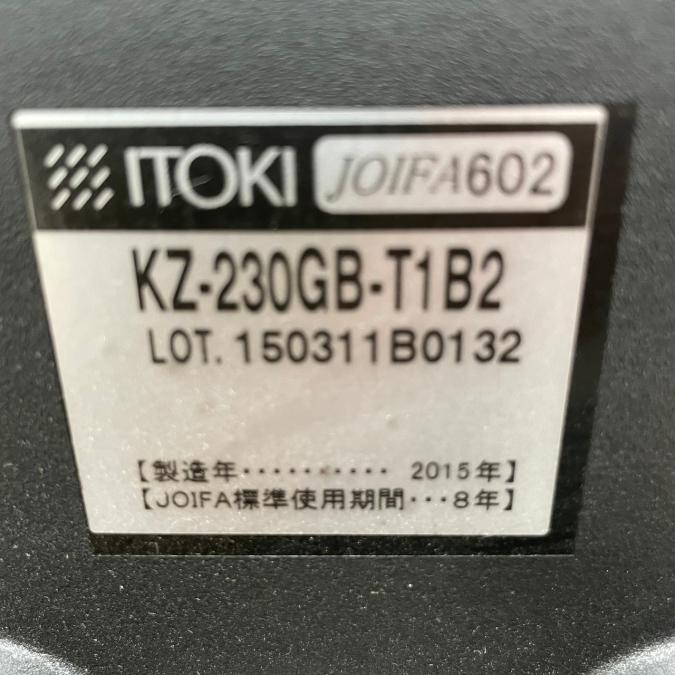 ITOKI JOIFA602
KZ-230GB-T1B2
LOT. 150311B0132
【製造年・・・・・・・・・・ 2015年】
【JOIFA標準使用期間・・・8年】